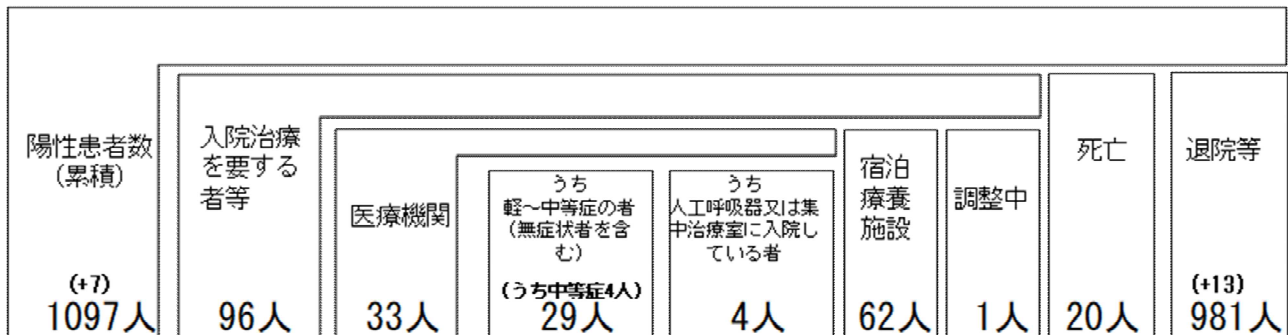 陽性患者数
(累積)
(+7)
1097人
入院治療
を要する
者等
96人
医療機関
33人
うち
軽～中等症の者
(無症状者を含
む)
(うち中等症4人)
29人
うち
人工呼吸器又は集
中治療室に入院し
ている者
4人
宿泊
療養
施設
62人
調整中
1人
死亡
20人
退院等
(+13)
981人